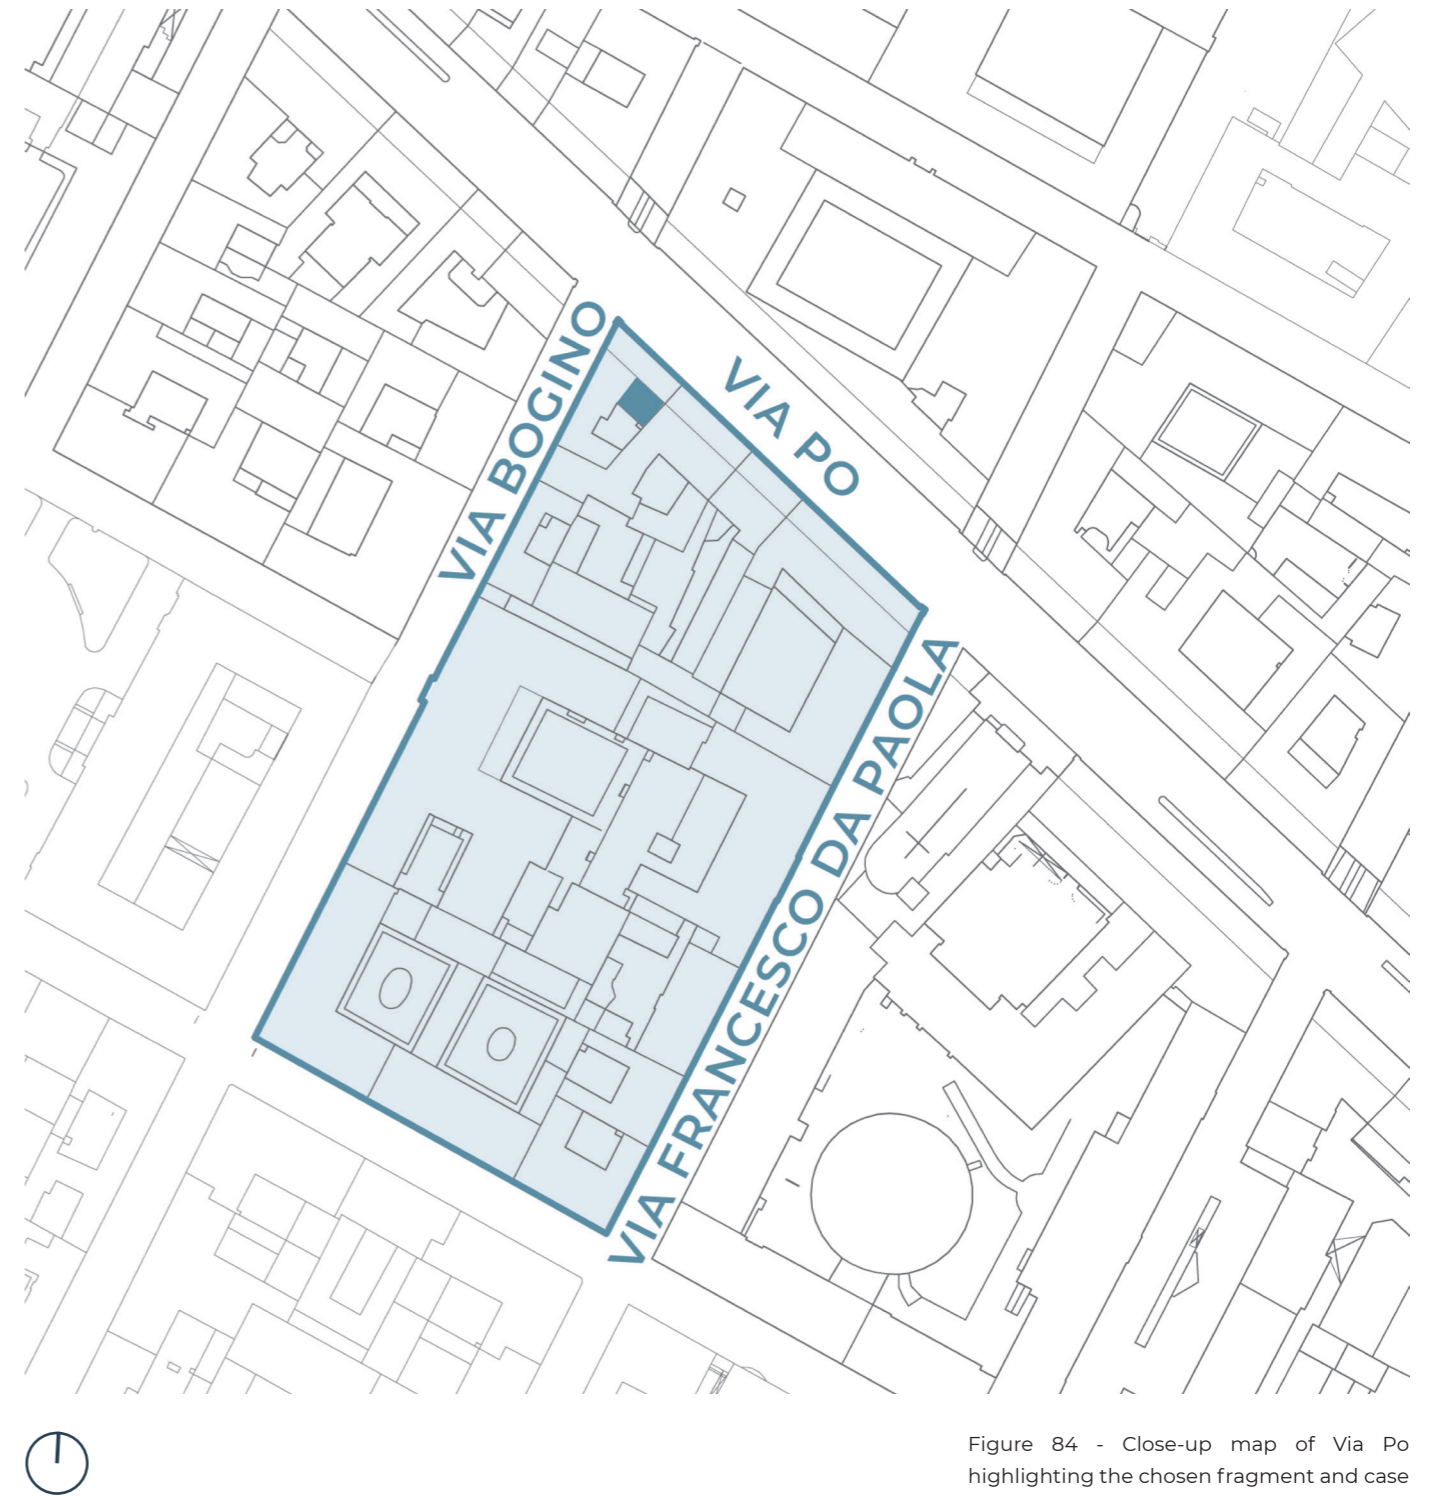 VIA BOGINO
VIA PO
VIA FRANCESCO DA PAOLA
Figure 84 - Close-up map of Via Po
highlighting the chosen fragment and case